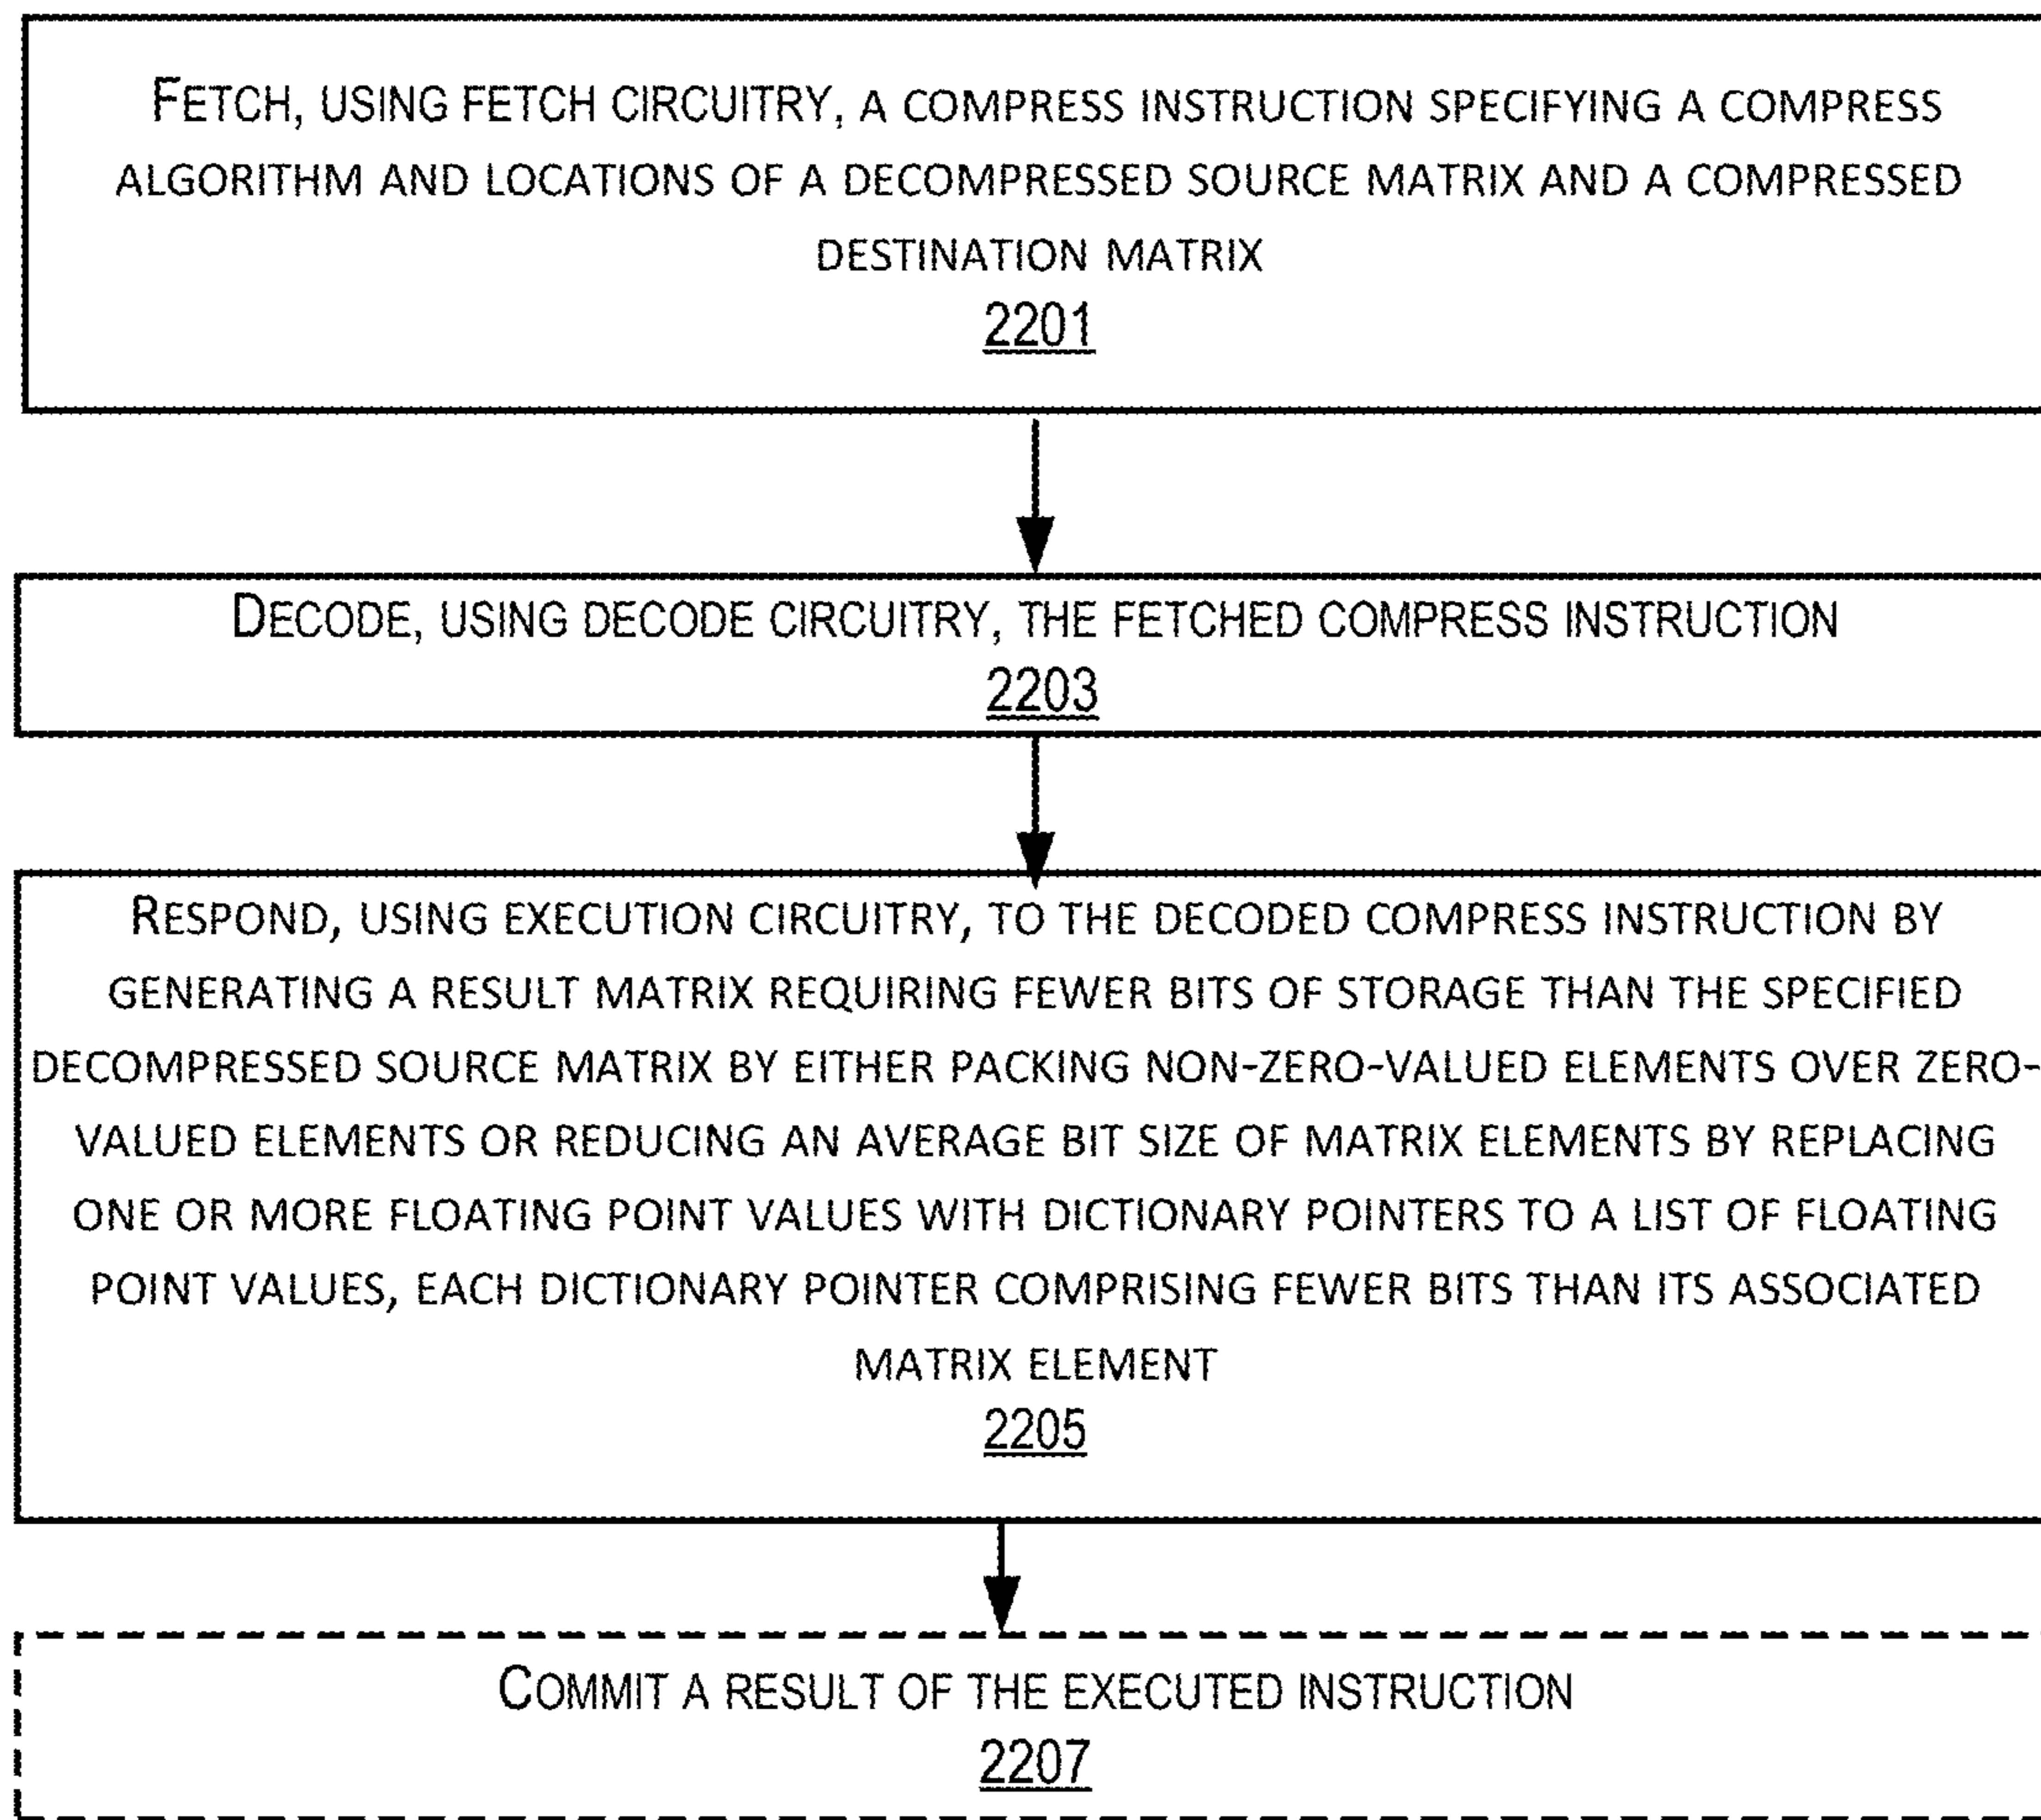 FETCH, USING FETCH CIRCUITRY, A COMPRESS INSTRUCTION SPECIFYING A COMPRESS
ALGORITHM AND LOCATIONS OF A DECOMPRESSED SOURCE MATRIX AND A COMPRESSED
DESTINATION MATRIX
2201
DECODE, USING DECODE CIRCUITRY, THE FETCHED COMPRESS INSTRUCTION
2203
RESPOND, USING EXECUTION CIRCUITRY, TO THE DECODED COMPRESS INSTRUCTION BY
GENERATING A RESULT MATRIX REQUIRING FEWER BITS OF STORAGE THAN THE SPECIFIED
DECOMPRESSED SOURCE MATRIX BY EITHER PACKING NON-ZERO-VALUED ELEMENTS OVER ZERO-
VALUED ELEMENTS OR REDUCING AN AVERAGE BIT SIZE OF MATRIX ELEMENTS BY REPLACING
ONE OR MORE FLOATING POINT VALUES WITH DICTIONARY POINTERS TO A LIST OF FLOATING
POINT VALUES, EACH DICTIONARY POINTER COMPRISING FEWER BITS THAN ITS ASSOCIATED
MATRIX ELEMENT
2205
COMMIT A RESULT OF THE EXECUTED INSTRUCTION
2207